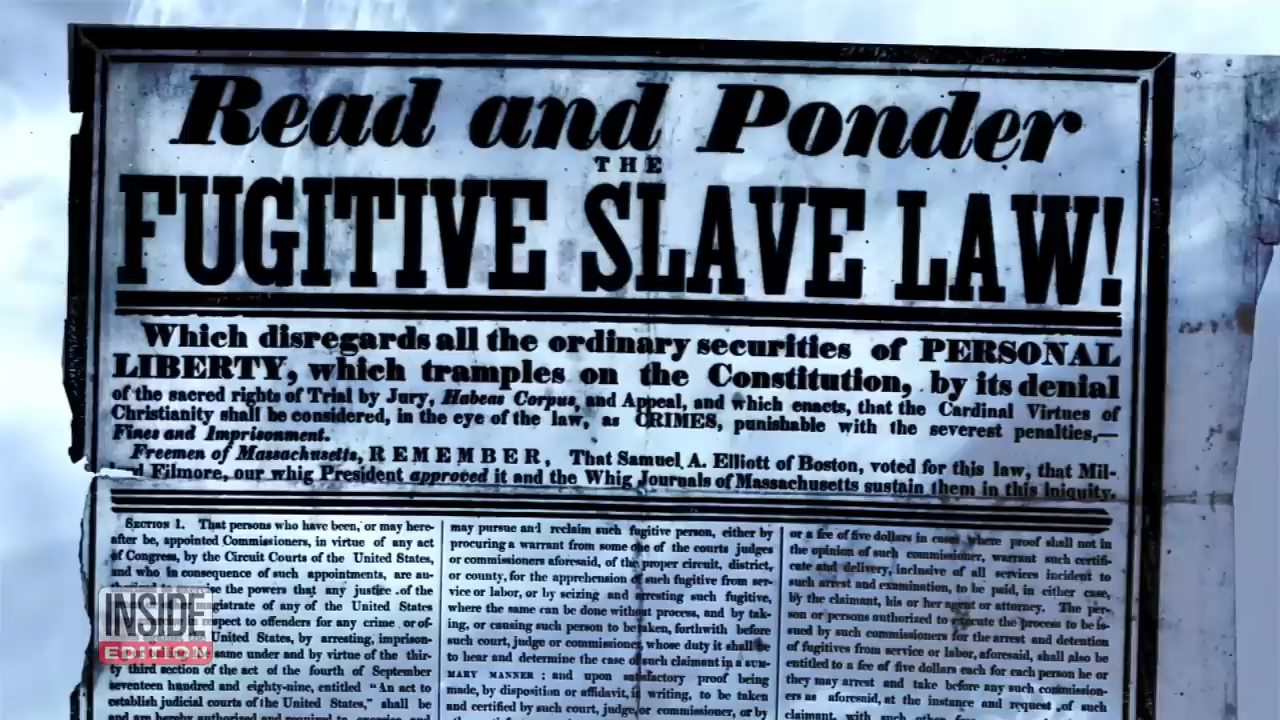 Read and Ponder
THE
FUGITIVE SLAVE LAW!
Which disregards all the ordinary securities of PERSONAL
LIBERTY, which tramples on the Constitution, by its denial
of the sacred rights of Trial by Jury, Habeas Corpus, and Appeal, and which enacts, that the Cardinal Virtues of
Christianity shall be considered, in the eye of the law, as CRIMES, punishable with the severest penalties,—
Fines and Imprisonment.
Freemen of Massachusetts, REMEMBER, That Samuel A. Elliott of Boston, voted for this law, that Mil-
d Filmore, our whig President approved it and the Whig Journals of Massachusetts sustain them in this iniquity.
SECTION 1. That persons who have been, or may here-
after be, appointed Commissioners, in virtue of any act
of Congress, by the Circuit Courts of the United States,
and who in consequence of such appointments, are au-
se the powers that any justice of the
gistrate of any of the United States
spect to offenders for any crime or of-
United States, by arresting, imprison-
same under and by virtue of the thir-
ty third section of the act of the fourth of September
seventeen hundred and eighty-nine, entitled "An act to
establish judicial courts of the United States," shall be
and are hereby authorized and required to exercise and
may pursue and reclaim such fugitive person, either by
procuring a warrant from some one of the courts judges
or commissioners aforesaid, of the proper circuit, district,
or county, for the apprehension of such fugitive from ser-
vice or labor, or by seizing and arresting such fugitive,
where the same can be done without process, and by tak-
ing, or causing such person to be taken, forthwith before
such court, judge or commissioner, whose duty it shall be
to hear and determine the case of such claimant in a SUM-
MARY MANNER; and upon satisfactory proof being
made, by disposition or affidavit, in writing, to be taken
and certified by such court, judge, or commissioner, or by
or a fee of five dollars in cases where proof shall not in
the opinion of such commissioner, warrant such certifi-
cate and delivery, inclusive of all services incident to
such arrest and examination, to be paid, in either case,
by the claimant, his or her agent or attorney. The per-
son or persons authorized to execute the process to be is-
sued by such commissioners for the arrest and detention
of fugitives from service or labor, aforesaid, shall also be
entitled to a fee of five dollars each for each person he or
they may arrest and take before any such commission-
ers as aforesaid, at the instance and request of such
claimant, with such other
INSIDE
EDITION